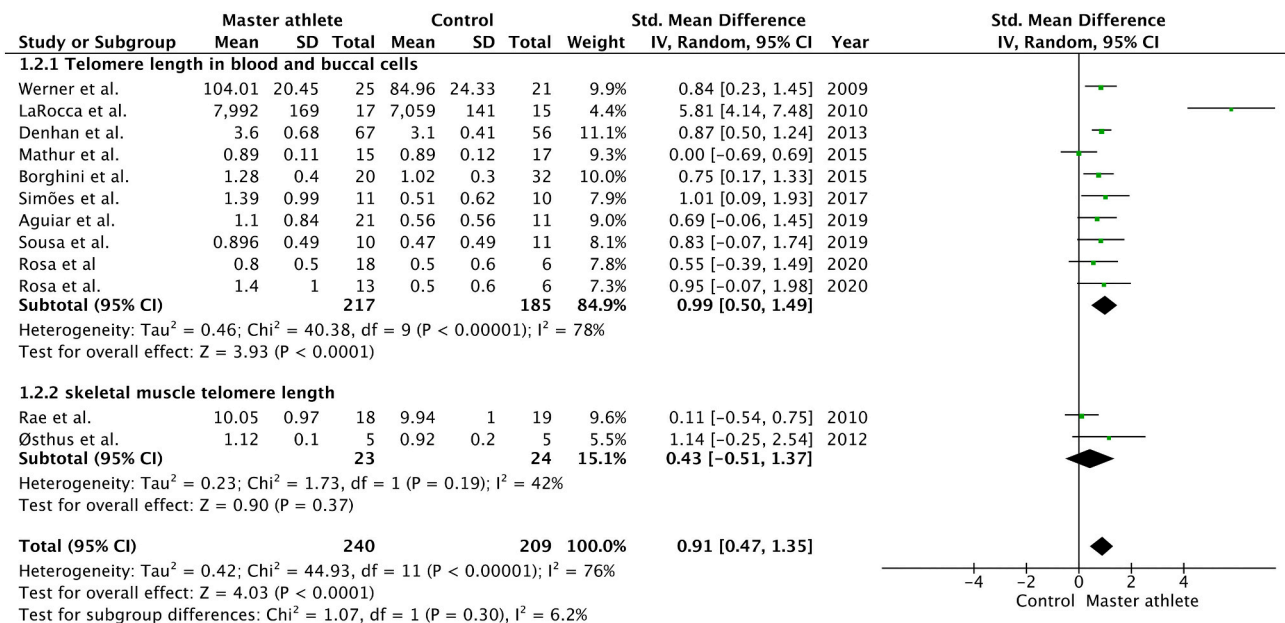 Master athlete Control Std. Mean Difference Std. Mean Difference
Study or Subgroup Mean SD Total Mean SD Total Weight IV, Random, 95% CI Year IV, Random, 95% CI
1.2.1 Telomere length in blood and buccal cells
Werner et al. 104.01 20.45 25 84.96 24.33 21 9.9% 0.84 [0.23, 1.45] 2009
LaRocca et al. 7,992 169 17 7,059 141 15 4.4% 5.81 [4.14, 7.48] 2010
Denhan et al. 3.6 0.68 67 3.1 0.41 56 11.1% 0.87 [0.50, 1.24] 2013
Mathur et al. 0.89 0.11 15 0.89 0.12 17 9.3% 0.00 [-0.69, 0.69] 2015
Borghini et al. 1.28 0.4 20 1.02 0.3 32 10.0% 0.75 [0.17, 1.33] 2015
Simões et al. 1.39 0.99 11 0.51 0.62 10 7.9% 1.01 [0.09, 1.93] 2017
Aguiar et al. 1.1 0.84 21 0.56 0.56 11 9.0% 0.69 [-0.06, 1.45] 2019
Sousa et al. 0.896 0.49 10 0.47 0.49 11 8.1% 0.83 [-0.07, 1.74] 2019
Rosa et al 0.8 0.5 18 0.5 0.6 6 7.8% 0.55 [-0.39, 1.49] 2020
Rosa et al. 1.4 1 13 0.5 0.6 6 7.3% 0.95 [-0.07, 1.98] 2020
Subtotal (95% CI) 217 185 84.9% 0.99 [0.50, 1.49]
Heterogeneity: Tau² = 0.46; Chi² = 40.38, df = 9 (P < 0.00001); I² = 78%
Test for overall effect: Z = 3.93 (P < 0.0001)
1.2.2 skeletal muscle telomere length
Rae et al. 10.05 0.97 18 9.94 1 19 9.6% 0.11 [-0.54, 0.75] 2010
Østhus et al. 1.12 0.1 5 0.92 0.2 5 5.5% 1.14 [-0.25, 2.54] 2012
Subtotal (95% CI) 23 24 15.1% 0.43 [-0.51, 1.37]
Heterogeneity: Tau² = 0.23; Chi² = 1.73, df = 1 (P = 0.19); I² = 42%
Test for overall effect: Z = 0.90 (P = 0.37)
Total (95% CI) 240 209 100.0% 0.91 [0.47, 1.35]
Heterogeneity: Tau² = 0.42; Chi² = 44.93, df = 11 (P < 0.00001); I² = 76%
Test for overall effect: Z = 4.03 (P < 0.0001)
Test for subgroup differences: Chi² = 1.07, df = 1 (P = 0.30), I² = 6.2%
-4 -2 0 2 4
Control Master athlete